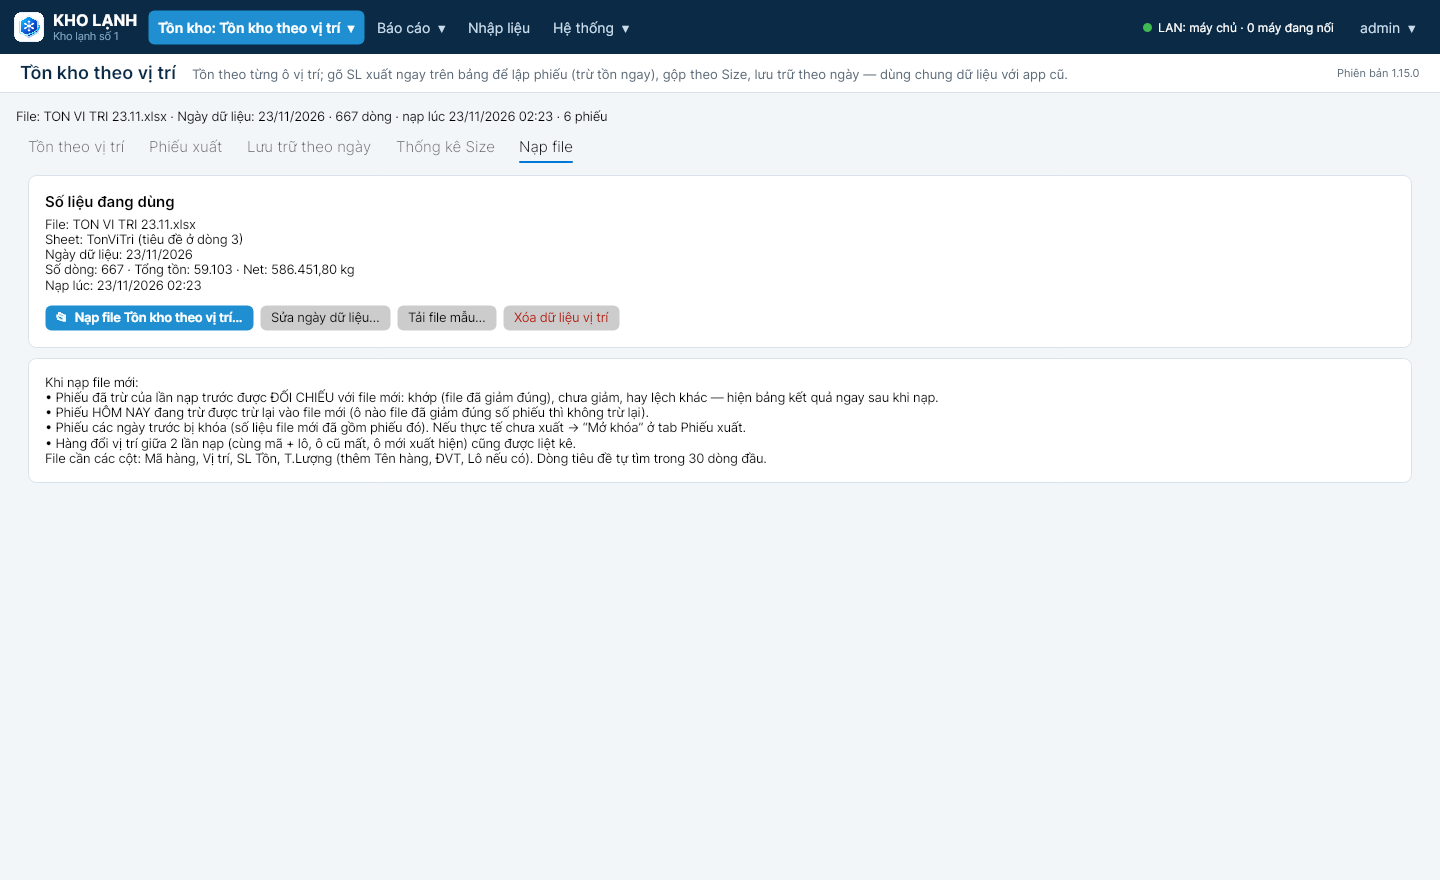 KHO LẠNH
Kho lạnh số 1
Tồn kho: Tồn kho theo vị trí ▾
Báo cáo ▾
Nhập liệu
Hệ thống ▾
LAN: máy chủ · 0 máy đang nối
admin ▾
Tồn kho theo vị trí
Tồn theo từng ô vị trí; gõ SL xuất ngay trên bảng để lập phiếu (trừ tồn ngay), gộp theo Size, lưu trữ theo ngày — dùng chung dữ liệu với app cũ.
Phiên bản 1.15.0
File: TON VI TRI 23.11.xlsx · Ngày dữ liệu: 23/11/2026 · 667 dòng · nạp lúc 23/11/2026 02:23 · 6 phiếu
Tồn theo vị trí
Phiếu xuất
Lưu trữ theo ngày
Thống kê Size
Nạp file
Số liệu đang dùng
File: TON VI TRI 23.11.xlsx
Sheet: TonViTri (tiêu đề ở dòng 3)
Ngày dữ liệu: 23/11/2026
Số dòng: 667 · Tổng tồn: 59.103 · Net: 586.451,80 kg
Nạp lúc: 23/11/2026 02:23
Nạp file Tồn kho theo vị trí...
Sửa ngày dữ liệu...
Tải file mẫu...
Xóa dữ liệu vị trí
Khi nạp file mới:
• Phiếu đã trừ của lần nạp trước được ĐỐI CHIẾU với file mới: khớp (file đã giảm đúng), chưa giảm, hay lệch khác — hiện bảng kết quả ngay sau khi nạp.
• Phiếu HÔM NAY đang trừ được trừ lại vào file mới (ô nào file đã giảm đúng số phiếu thì không trừ lại).
• Phiếu các ngày trước bị khóa (số liệu file mới đã gồm phiếu đó). Nếu thực tế chưa xuất → “Mở khóa” ở tab Phiếu xuất.
• Hàng đổi vị trí giữa 2 lần nạp (cùng mã + lô, ô cũ mất, ô mới xuất hiện) cũng được liệt kê.
File cần các cột: Mã hàng, Vị trí, SL Tồn, T.Lượng (thêm Tên hàng, ĐVT, Lô nếu có). Dòng tiêu đề tự tìm trong 30 dòng đầu.